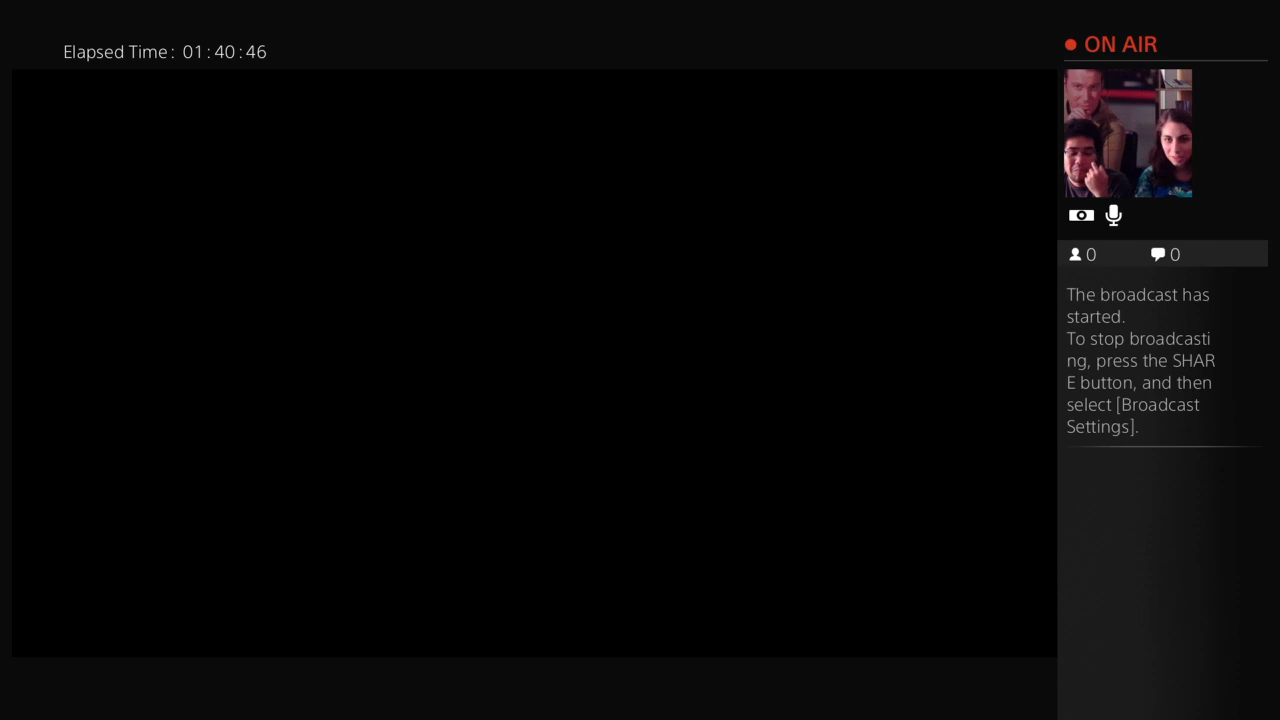 Elapsed Time: 01:40:46
ON AIR
0 0
The broadcast has
started.
To stop broadcasti
ng, press the SHAR
E button, and then
select [Broadcast
Settings].